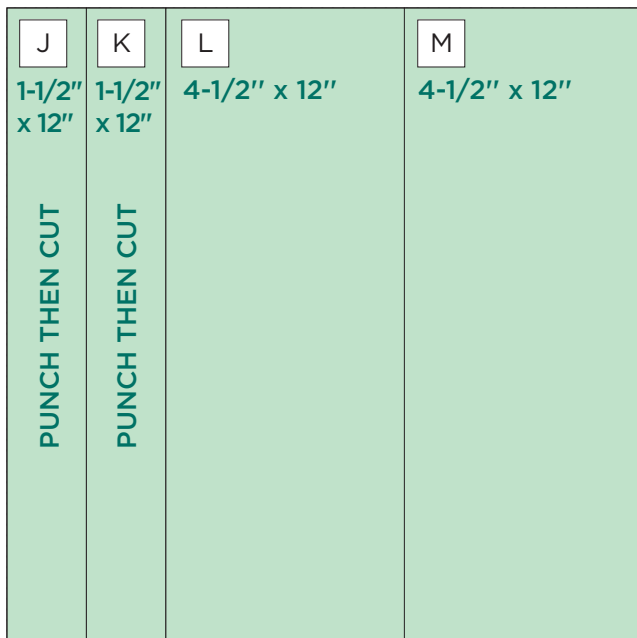 J
1-1/2"
x 12"
PUNCH THEN CUT
K
1-1/2"
x 12"
PUNCH THEN CUT
L
4-1/2'' x 12''
M
4-1/2'' x 12''